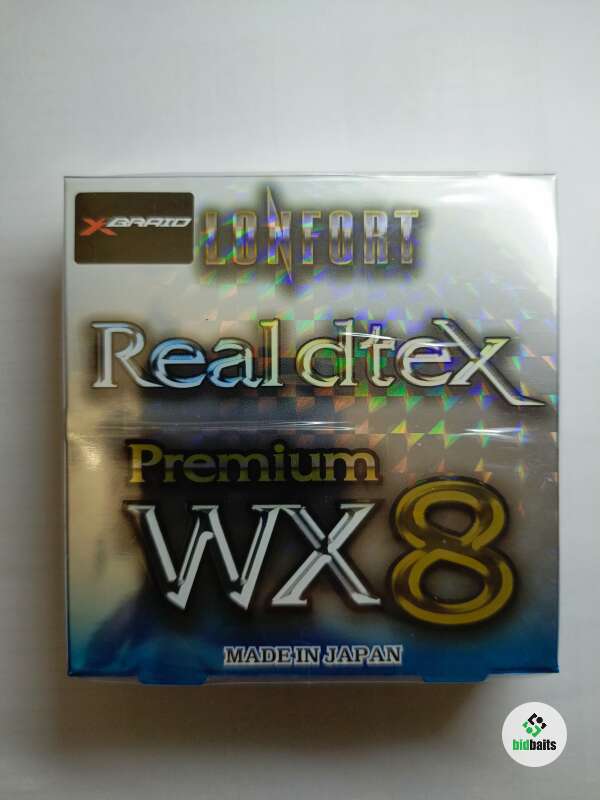 X-BRAID
LONFORT
Real dtex
Premium
WX8
MADE IN JAPAN
bidbaits